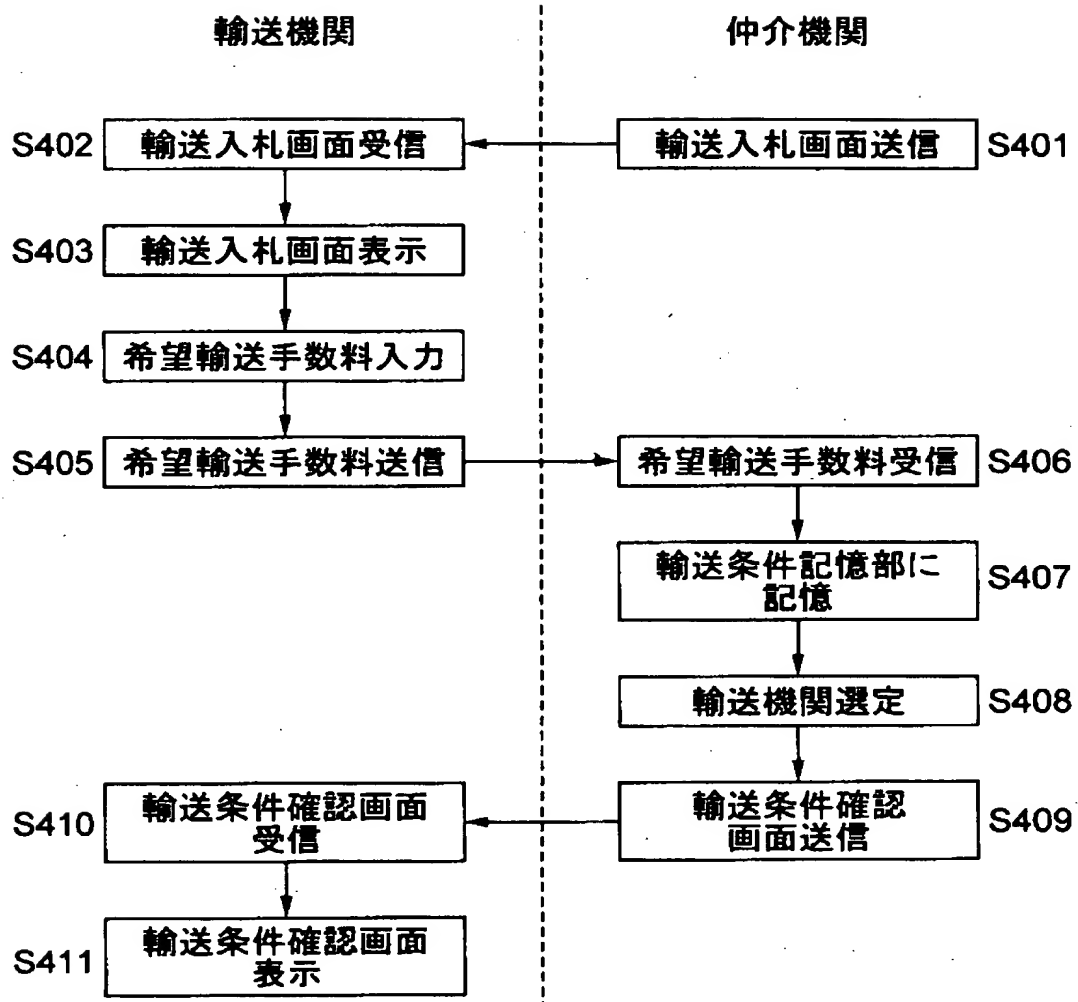 輸送機関
仲介機関
S402
輸送入札画面受信
輸送入札画面送信
S401
S403
輸送入札画面表示
S404
希望輸送手数料入力
S405
希望輸送手数料送信
希望輸送手数料受信
S406
輸送条件記憶部に
記憶
S407
輸送機関選定
S408
S410
輸送条件確認画面
受信
輸送条件確認
画面送信
S409
S411
輸送条件確認画面
表示